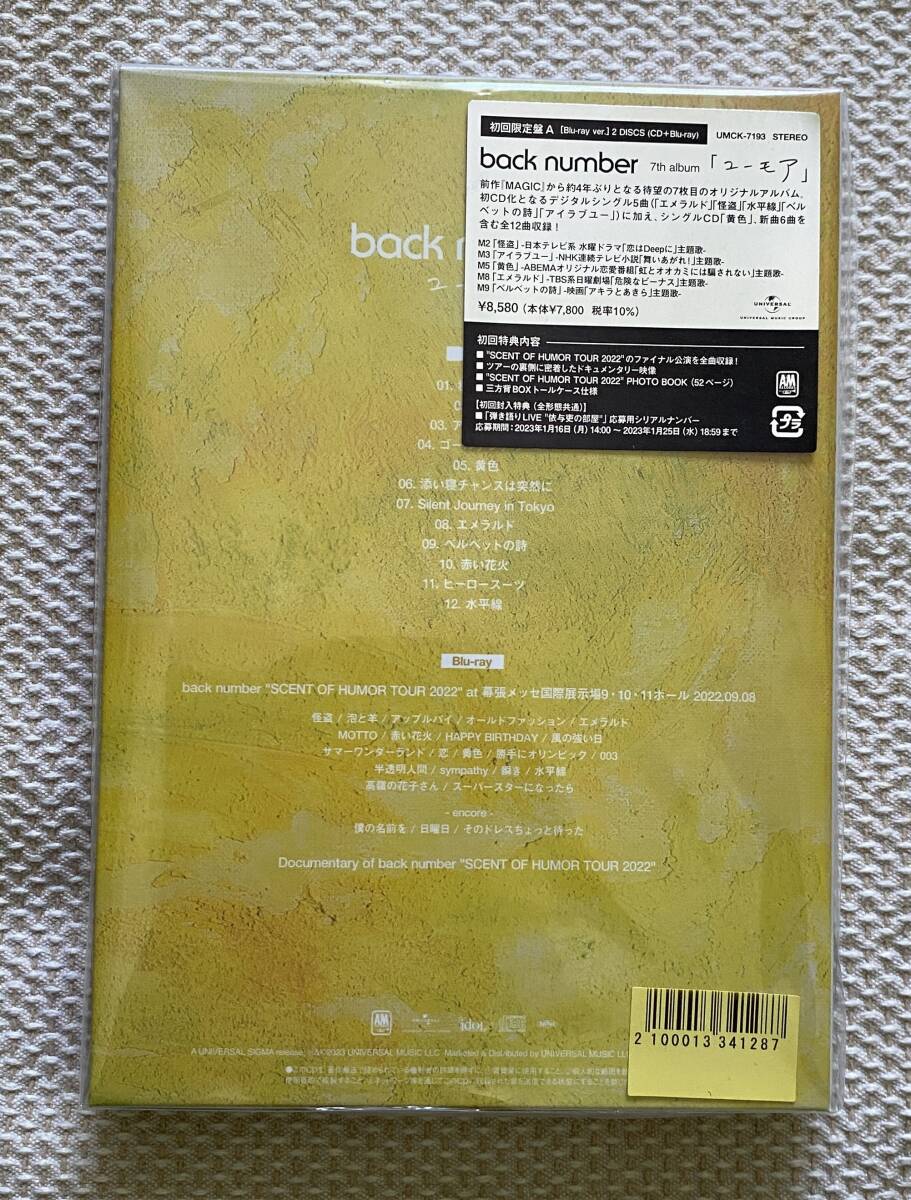 初回限定盤 A [Blu-ray ver.] 2 DISCS (CD+Blu-ray)
UMCK-7193 STEREO
back number 7th album「ユーモア」
前作『MAGIC』から約4年ぶりとなる待望の7枚目のオリジナルアルバム。
初CD化となるデジタルシングル5曲(「エメラルド」「怪盗」「水平線」「ベル
ベットの詩」「アイラブユー」)に加え、シングルCD「黄色」、新曲6曲を
含む全12曲収録!
M2「怪盗」-日本テレビ系 水曜ドラマ「恋はDeepに」主題歌-
M3「アイラブユー」-NHK連続テレビ小説「舞いあがれ!」主題歌-
M5「黄色」-ABEMAオリジナル恋愛番組「虹とオオカミには騙されない」主題歌-
M8「エメラルド」-TBS系日曜劇場「危険なビーナス」主題歌-
M9「ベルベットの詩」-映画「アキラとあきら」主題歌-
¥8,580(本体¥7,800 税率10%)
UNIVERSAL
UNIVERSAL MUSIC GROUP
初回特典内容
■"SCENT OF HUMOR TOUR 2022"のファイナル公演を全曲収録!
■ツアーの裏側に密着したドキュメンタリー映像
■"SCENT OF HUMOR TOUR 2022" PHOTO BOOK(52ページ)
■三方背BOXトールケース仕様
【初回封入特典(全形態共通)】
■「弾き語りLIVE "依与吏の部屋"」応募用シリアルナンバー
応募期間:2023年1月16日(月)14:00 ~ 2023年1月25日(水)18:59まで
プラ
back
ユー
01.
0
03. ア
04. ゴー
05. 黄色
06. 添い寝チャンスは突然に
07. Silent Journey in Tokyo
08. エメラルド
09. ベルベットの詩
10. 赤い花火
11. ヒーロースーツ
12. 水平線
Blu-ray
back number "SCENT OF HUMOR TOUR 2022" at 幕張メッセ国際展示場9・10・11ホール 2022.09.08
怪盗 / 泡と羊 / アップルパイ / オールドファッション / エメラルド
MOTTO / 赤い花火 / HAPPY BIRTHDAY / 風の強い日
サマーワンダーランド / 恋 / 黄色 / 勝手にオリンピック / 003
半透明人間 / sympathy / 瞬き / 水平線
高嶺の花子さん / スーパースターになったら
- encore -
僕の名前を / 日曜日 / そのドレスちょっと待った
Documentary of back number "SCENT OF HUMOR TOUR 2022"
A UNIVERSAL SIGMA release. ℗&©2023 UNIVERSAL MUSIC LLC Marketed & Distributed by UNIVERSAL MUSIC LL
2 100013 341287